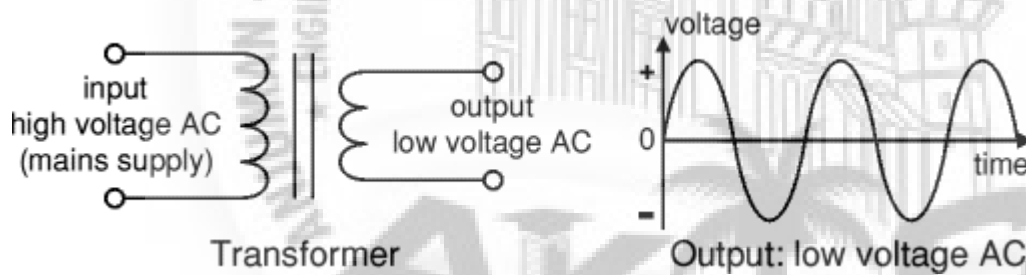 input
high voltage AC
(mains supply)
output
low voltage AC
Transformer
voltage
+
0
-
time
Output: low voltage AC